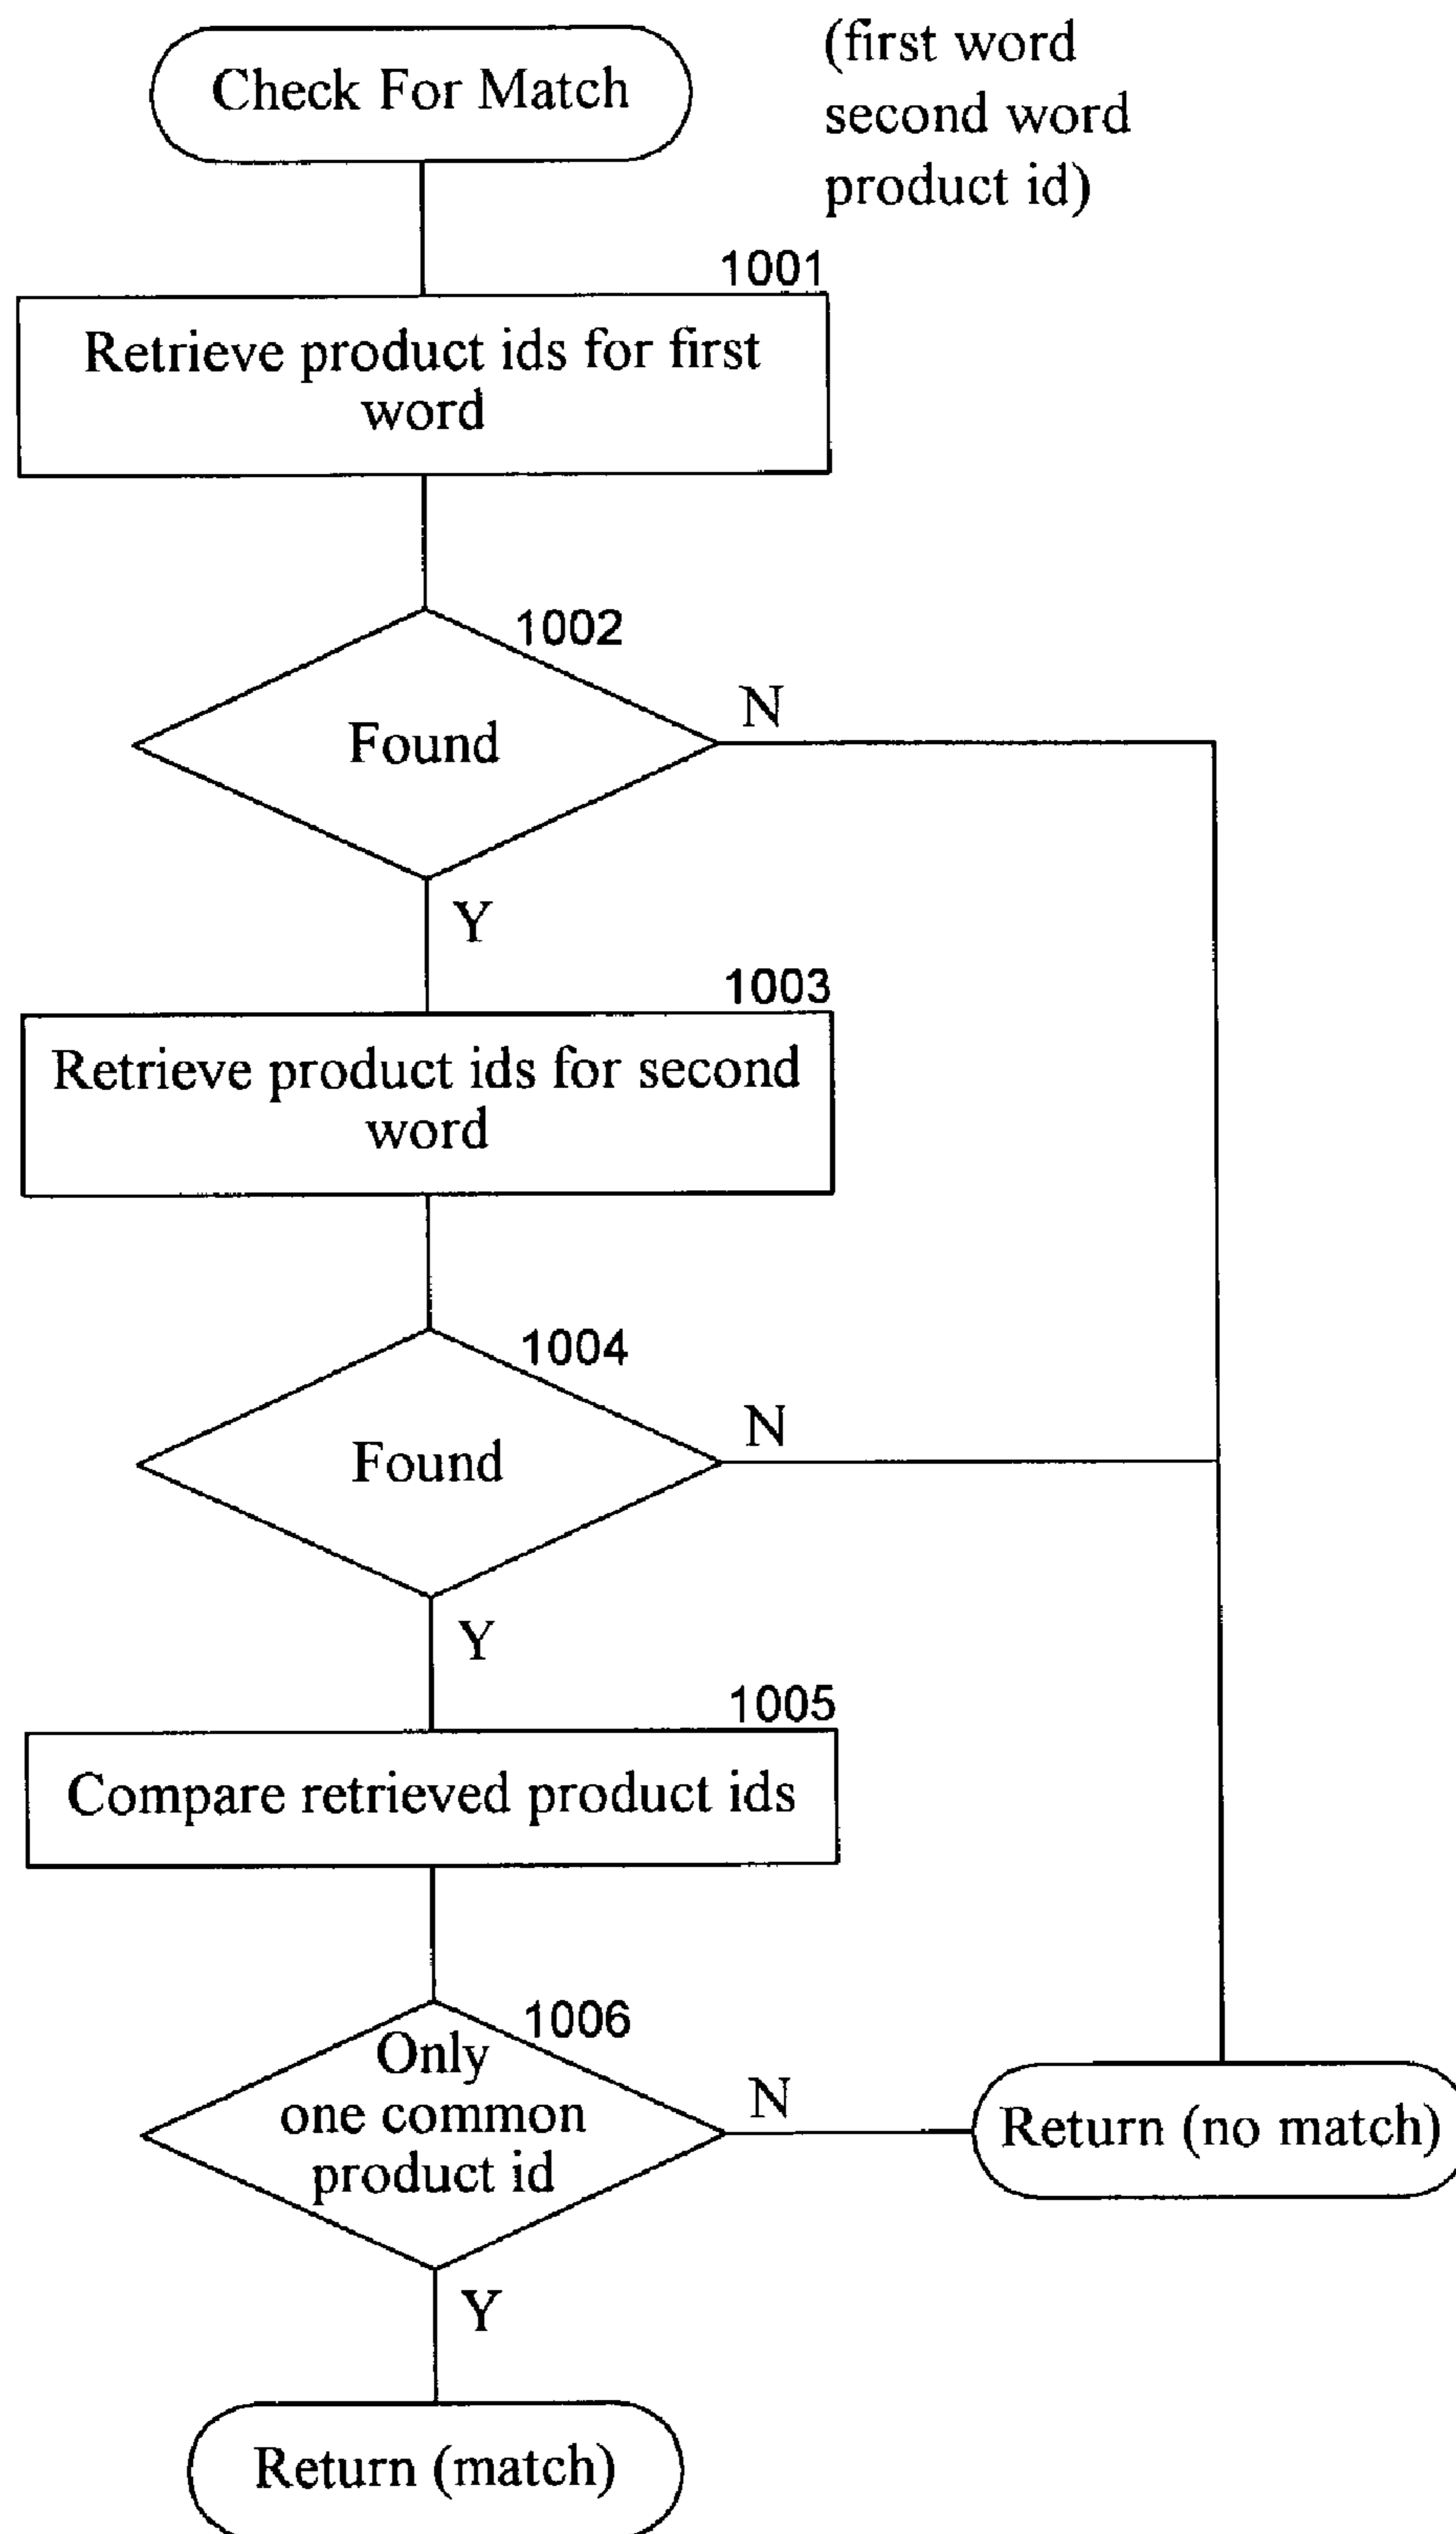 Check For Match
(first word
second word
product id)
1001
Retrieve product ids for first
word
1002
Found
N
Y
1003
Retrieve product ids for second
word
1004
Found
N
Y
1005
Compare retrieved product ids
1006
Only
one common
product id
N
Return (no match)
Y
Return (match)